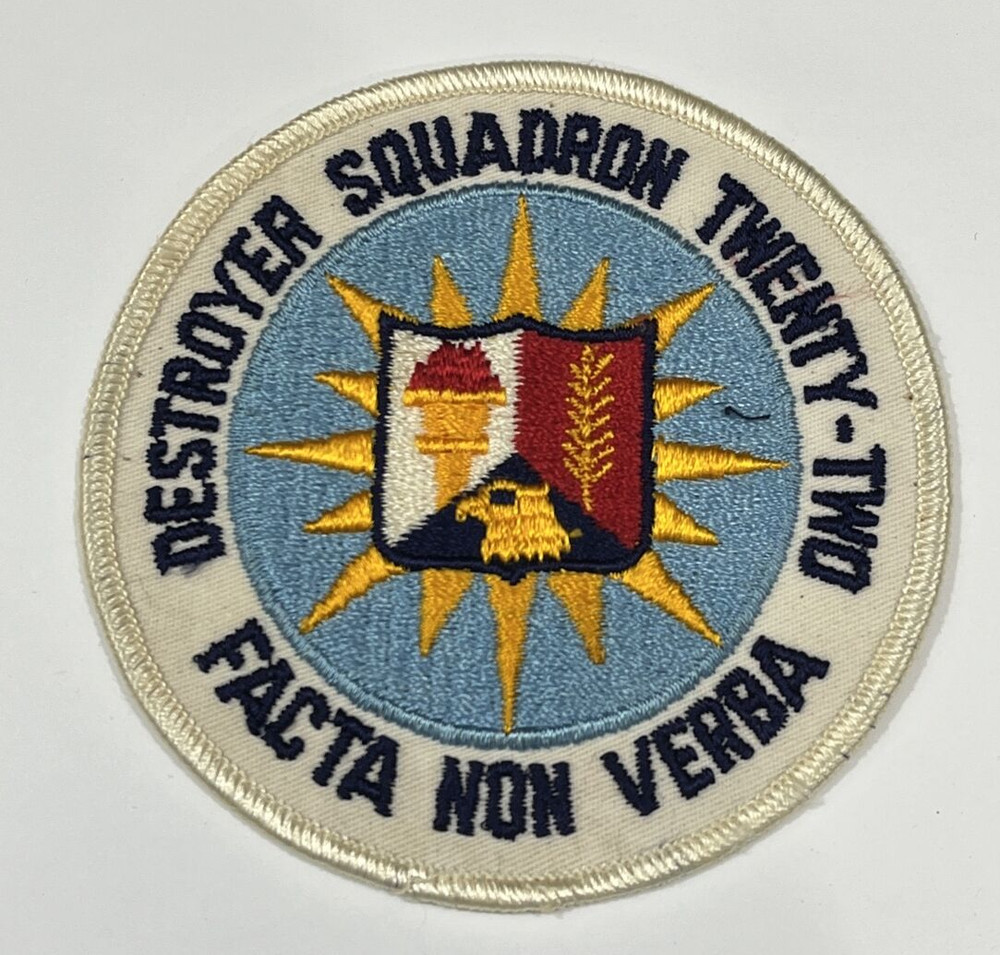 DESTROYER SQUADRON TWENTY-TWO
FACTA NON VERBA